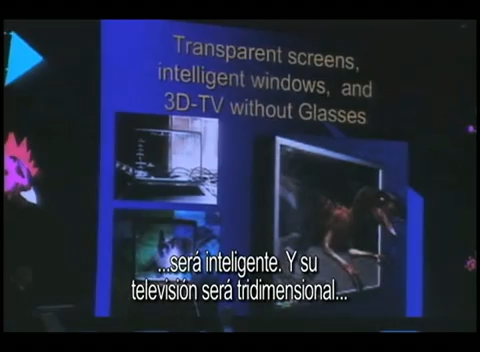 Transparent screens,
intelligent windows, and
3D-TV without Glasses
...será inteligente. Y su
televisión será tridimensional...